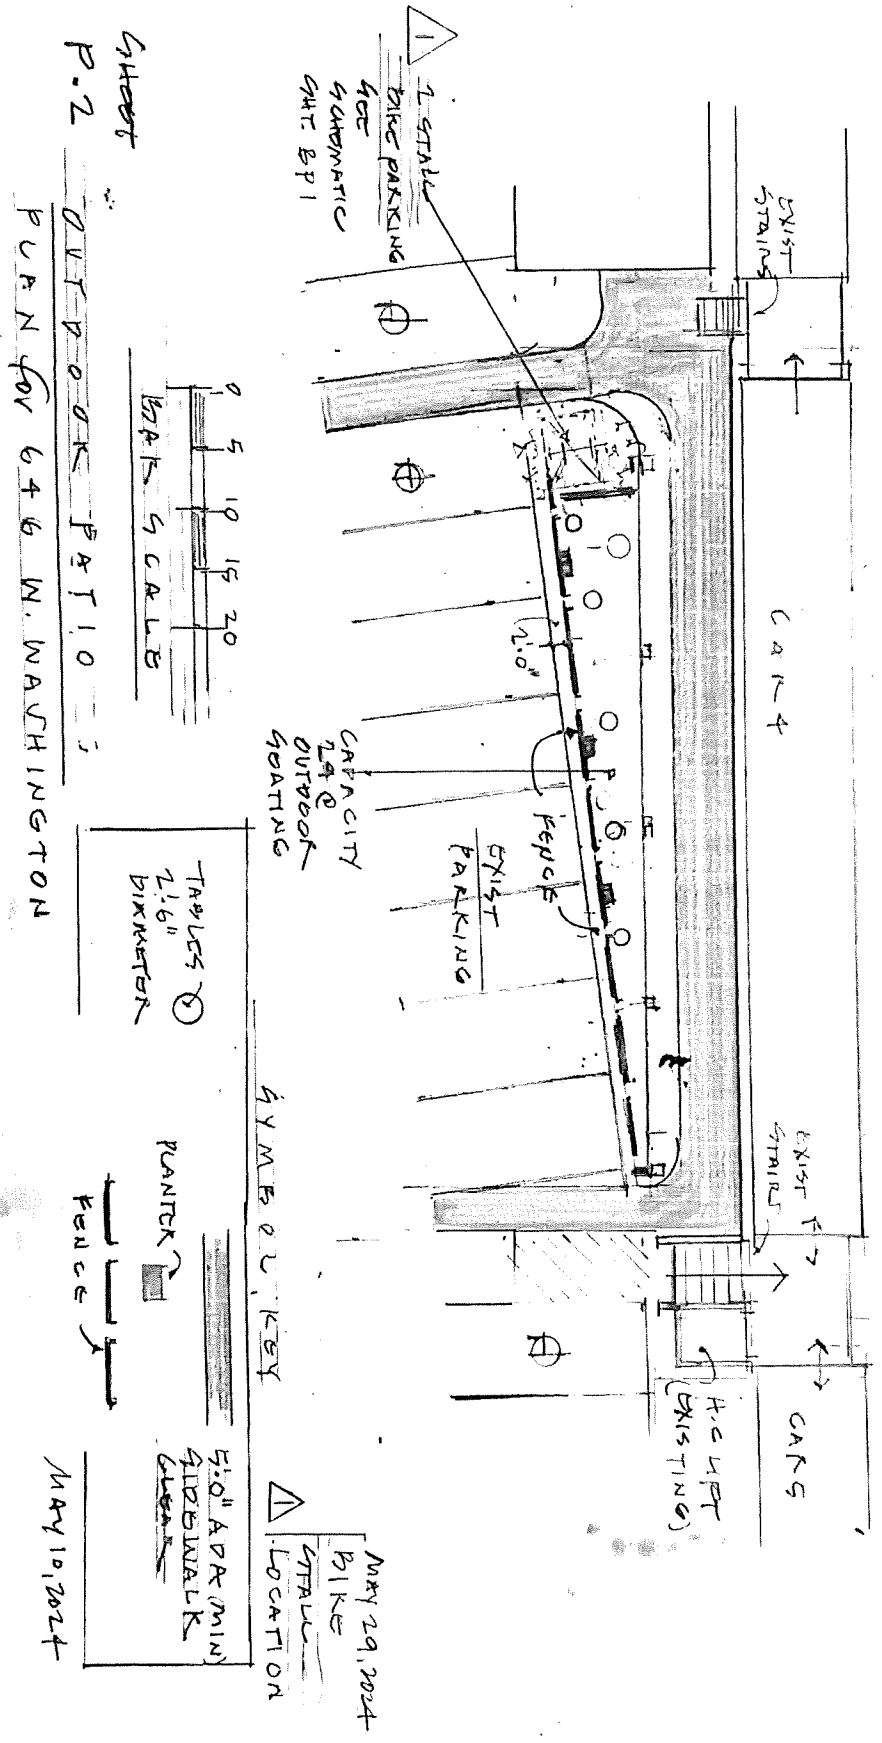 EXIST
STAIRS
CAR4
EXIST
STAIRS
CARS
H.C LIFT
(EXISTING)
1
2 STALL
BIKE PARKING
SEE
SCHEMATIC
SHT. BP1
2'-0"
FENCE
EXIST
PARKING
CAPACITY
24 @
OUTDOOR
SEATING
1
MAY 29, 2024
BIKE
STALL
LOCATION
0 5 10 15 20
BAR SCALE
SYMBOL KEY
TABLES
2'-6"
DIAMETER
PLANTER
FENCE
5'-0" ADA (MIN)
SIDEWALK
SHEET
P.2
OUTDOOR PATIO
PLAN for 646 W. WASHINGTON
MAY 10, 2024